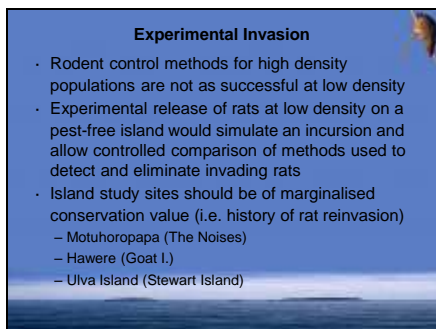 Experimental Invasion
· Rodent control methods for high density
populations are not as successful at low density
· Experimental release of rats at low density on a
pest-free island would simulate an incursion and
allow controlled comparison of methods used to
detect and eliminate invading rats
· Island study sites should be of marginalised
conservation value (i.e. history of rat reinvasion)
– Motuhoropapa (The Noises)
– Hawere (Goat I.)
– Ulva Island (Stewart Island)